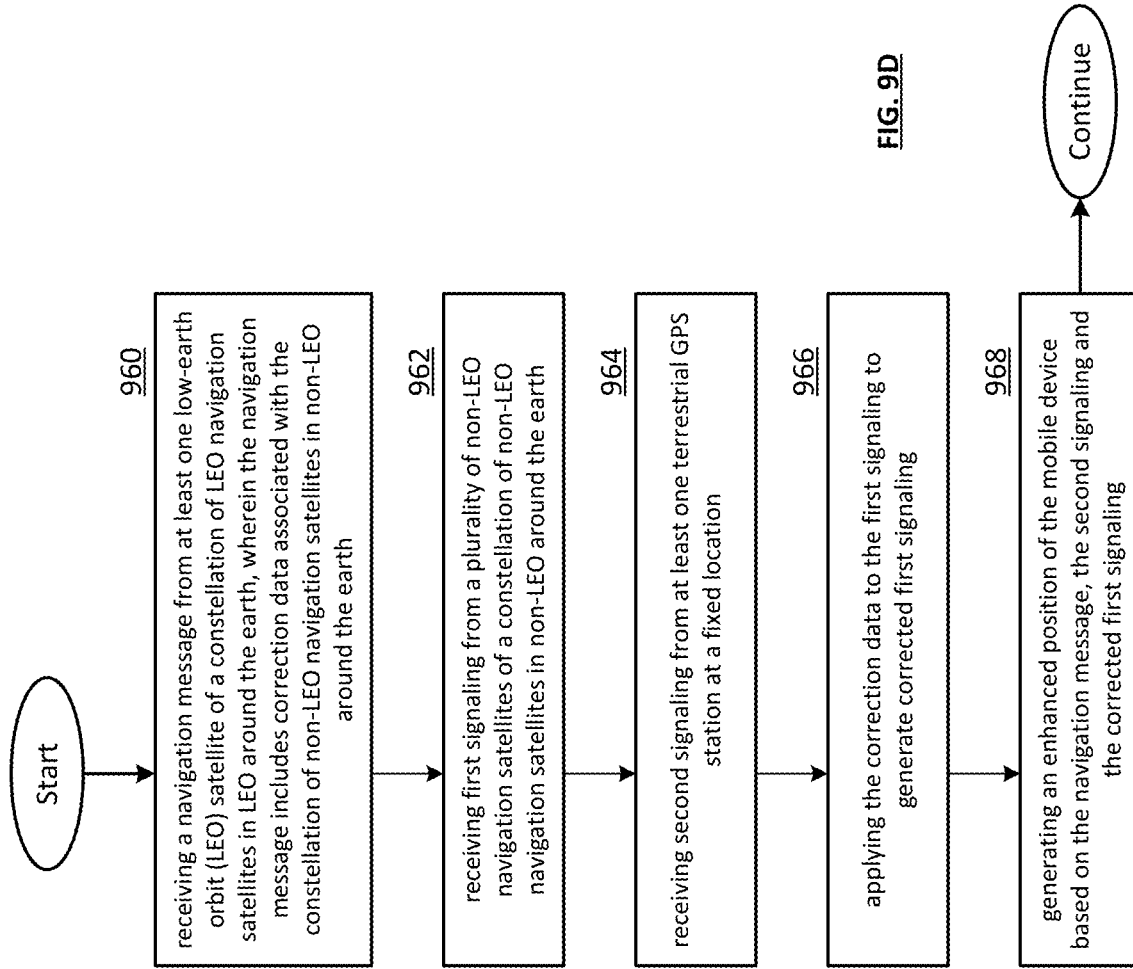 Start
960
receiving a navigation message from at least one low-earth
orbit (LEO) satellite of a constellation of LEO navigation
satellites in LEO around the earth, wherein the navigation
message includes correction data associated with the
constellation of non-LEO navigation satellites in non-LEO
around the earth
962
receiving first signaling from a plurality of non-LEO
navigation satellites of a constellation of non-LEO
navigation satellites in non-LEO around the earth
964
receiving second signaling from at least one terrestrial GPS
station at a fixed location
966
applying the correction data to the first signaling to
generate corrected first signaling
968
generating an enhanced position of the mobile device
based on the navigation message, the second signaling and
the corrected first signaling
Continue
FIG. 9D